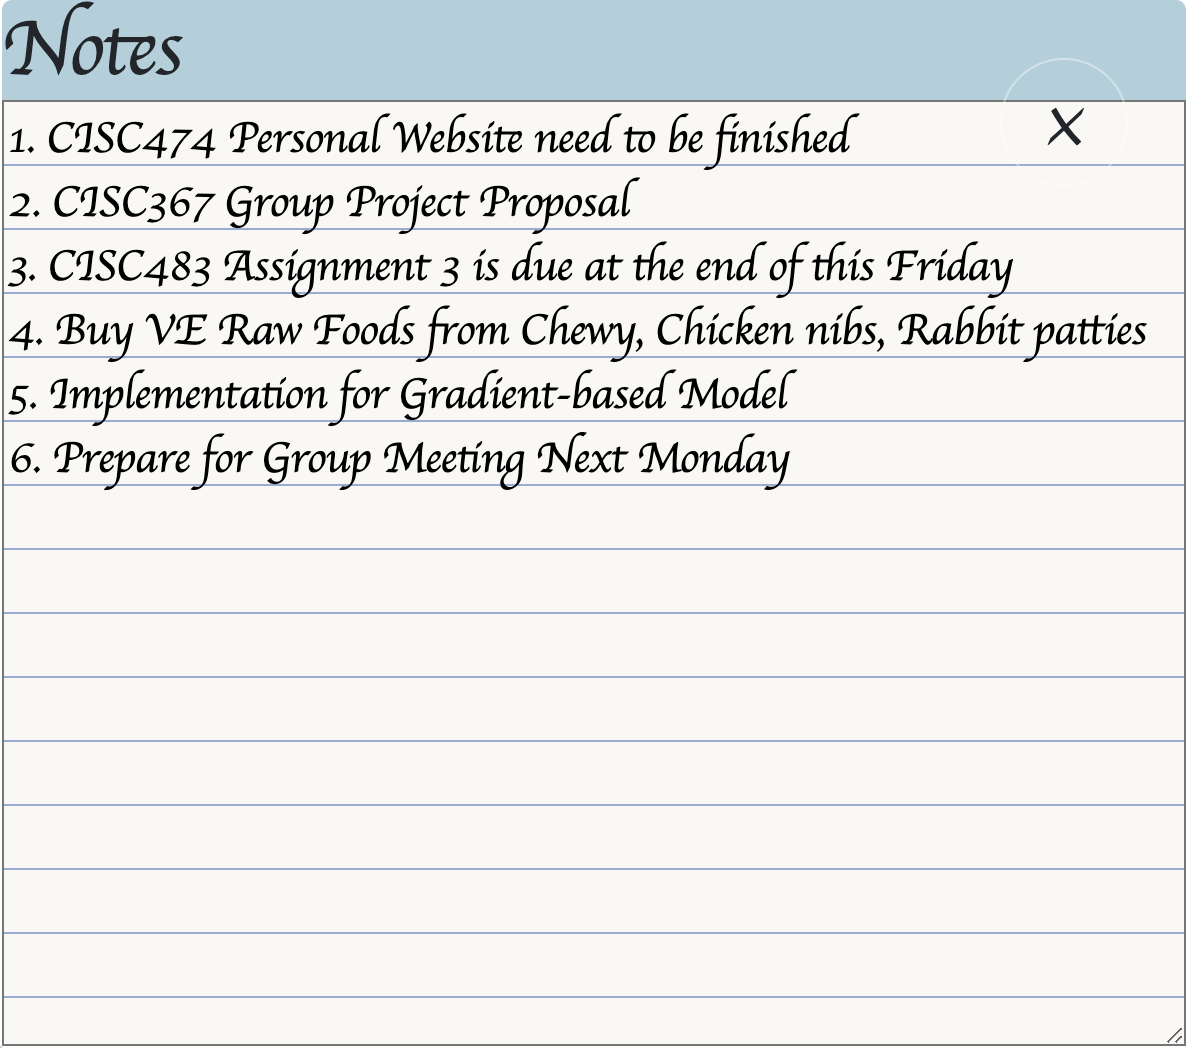 Notes
×
1. CISC474 Personal Website need to be finished
2. CISC367 Group Project Proposal
3. CISC483 Assignment 3 is due at the end of this Friday
4. Buy VE Raw Foods from Chewy, Chicken nibs, Rabbit patties
5. Implementation for Gradient-based Model
6. Prepare for Group Meeting Next Monday